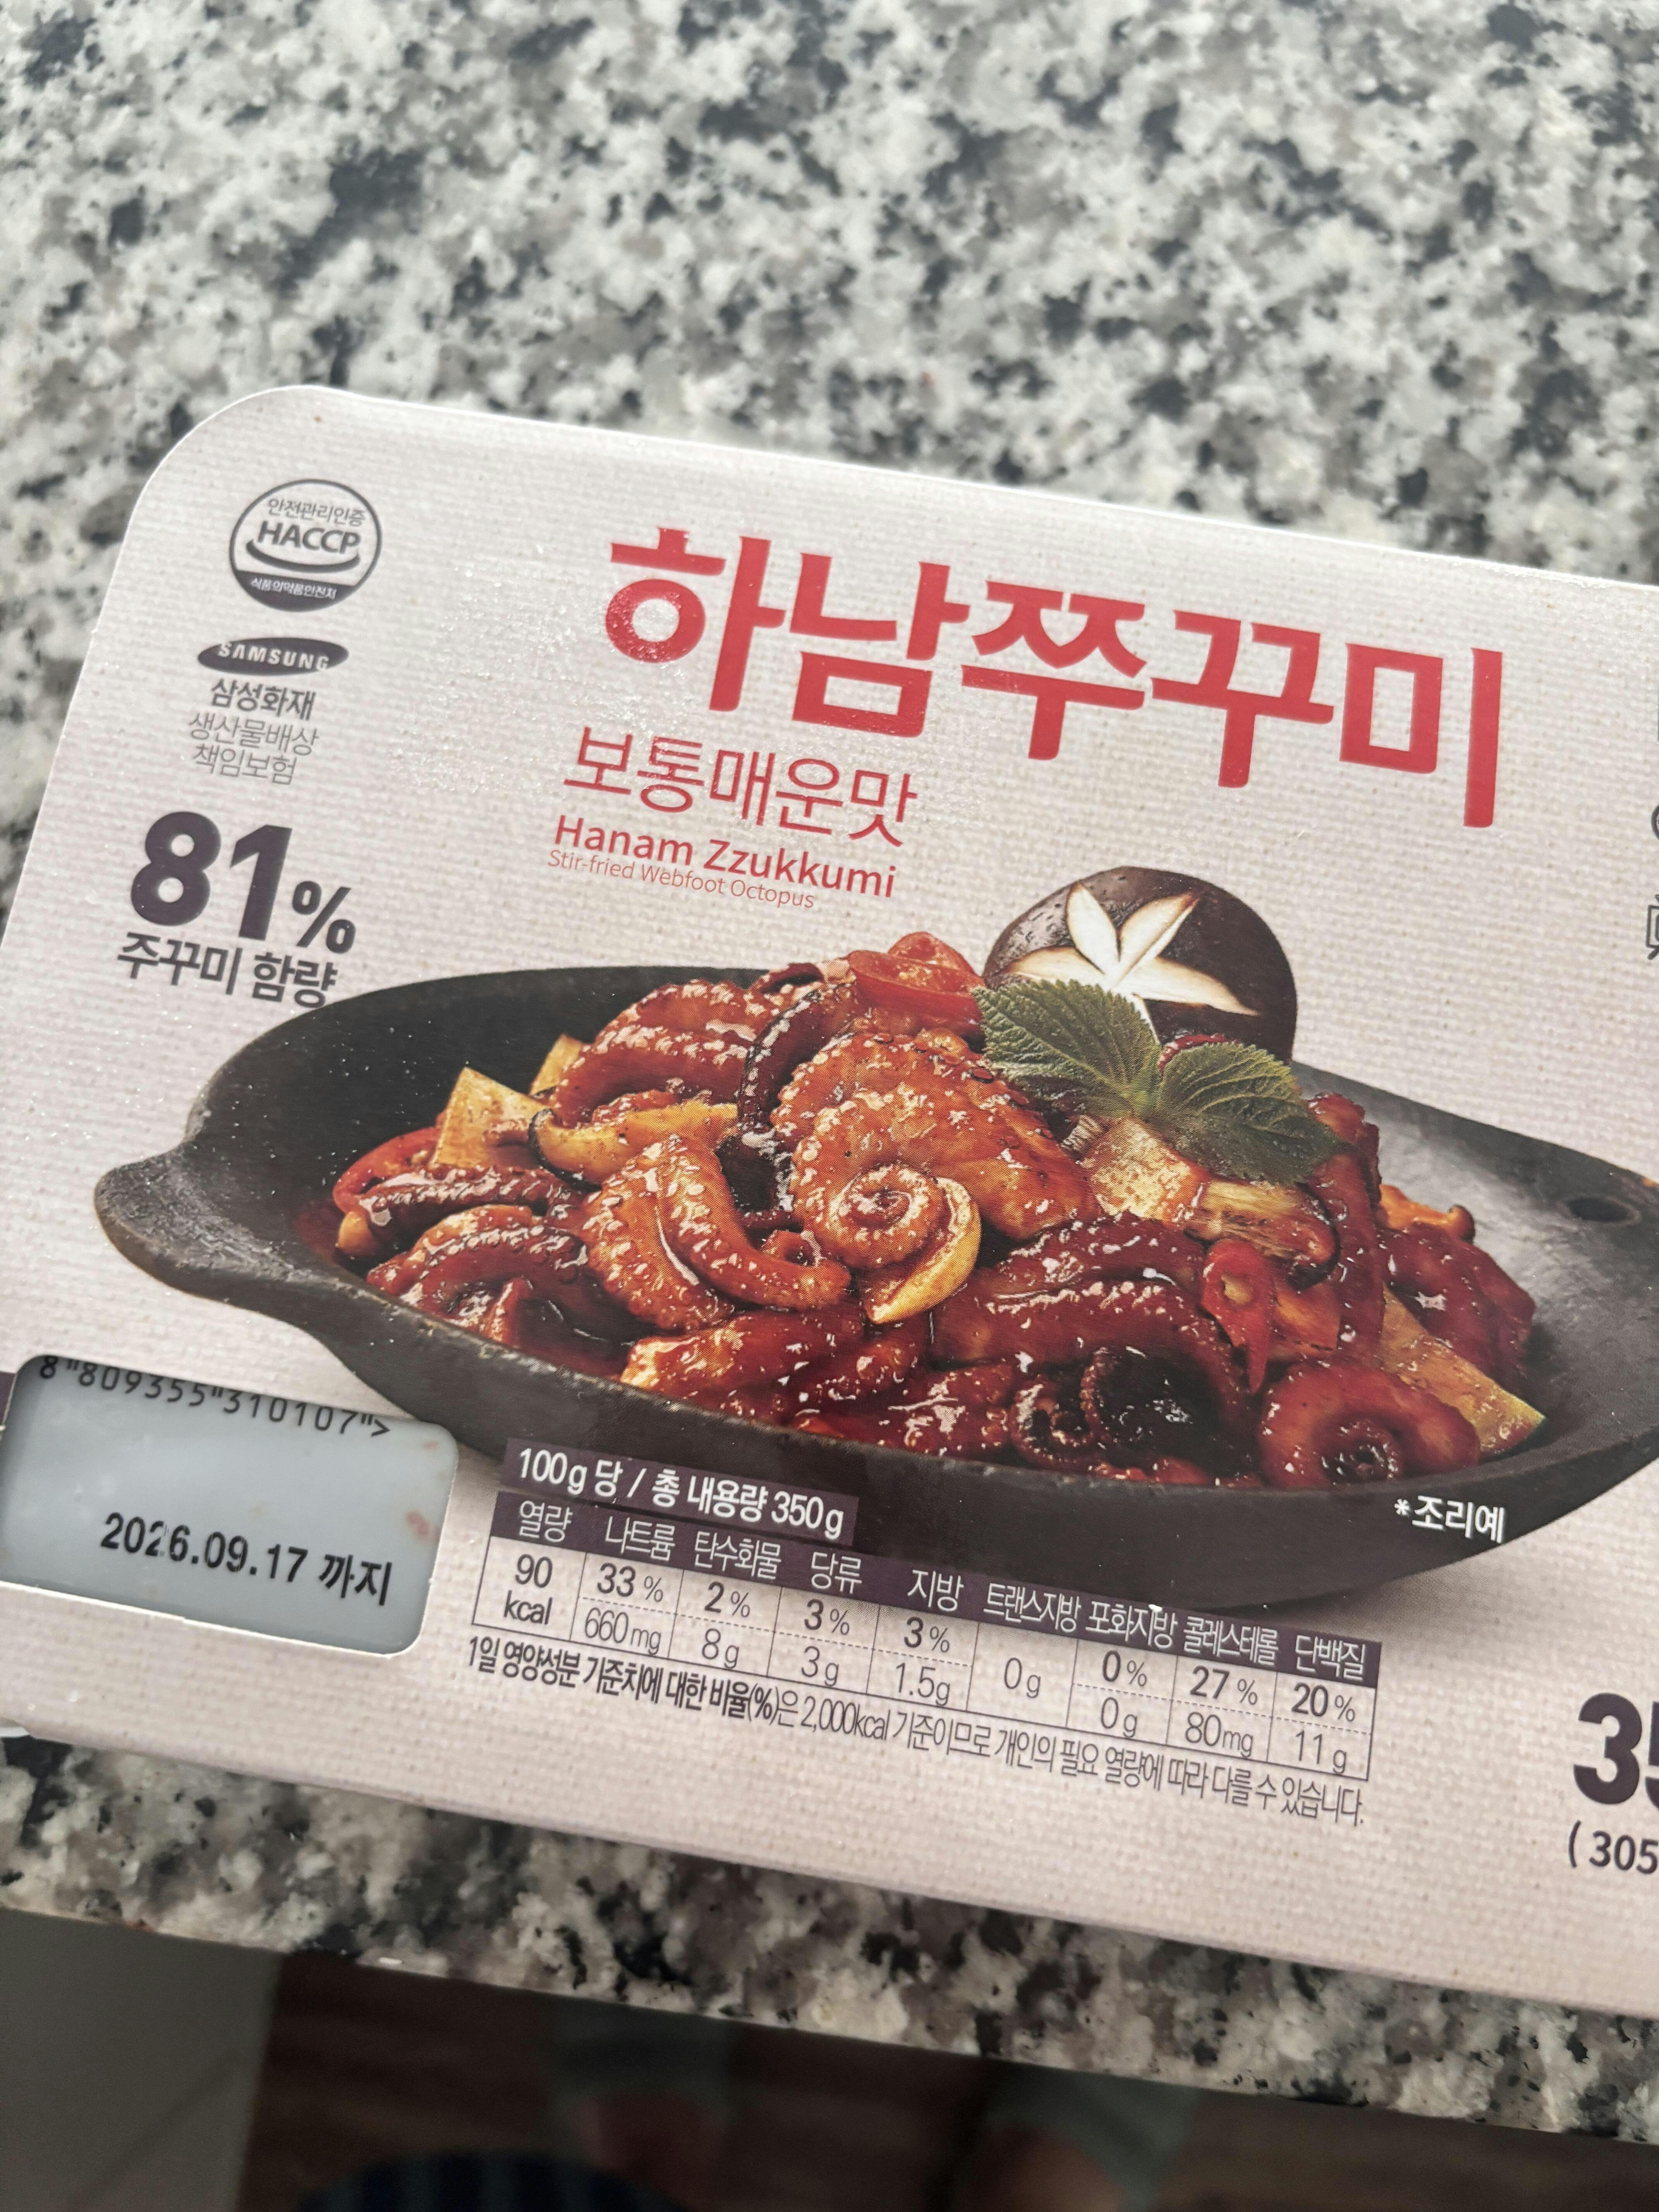 안전관리인증
HACCP
식품의약품안전처
SAMSUNG
삼성화재
생산물배상
책임보험
81%
주꾸미 함량
하남쭈꾸미
보통매운맛
Hanam Zzukkumi
Stir-fried Webfoot Octopus
*조리예
8"809355"310107">
2026.09.17 까지
100g 당 / 총 내용량 350g
열량 나트륨 탄수화물 당류 지방 트랜스지방 포화지방 콜레스테롤 단백질
90 kcal 33% 2% 3% 3% 0g 0% 27% 20%
660mg 8g 3g 1.5g 0g 80mg 11g
1일 영양성분 기준치에 대한 비율(%)은 2,000kcal 기준이므로 개인의 필요 열량에 따라 다를 수 있습니다.
(305